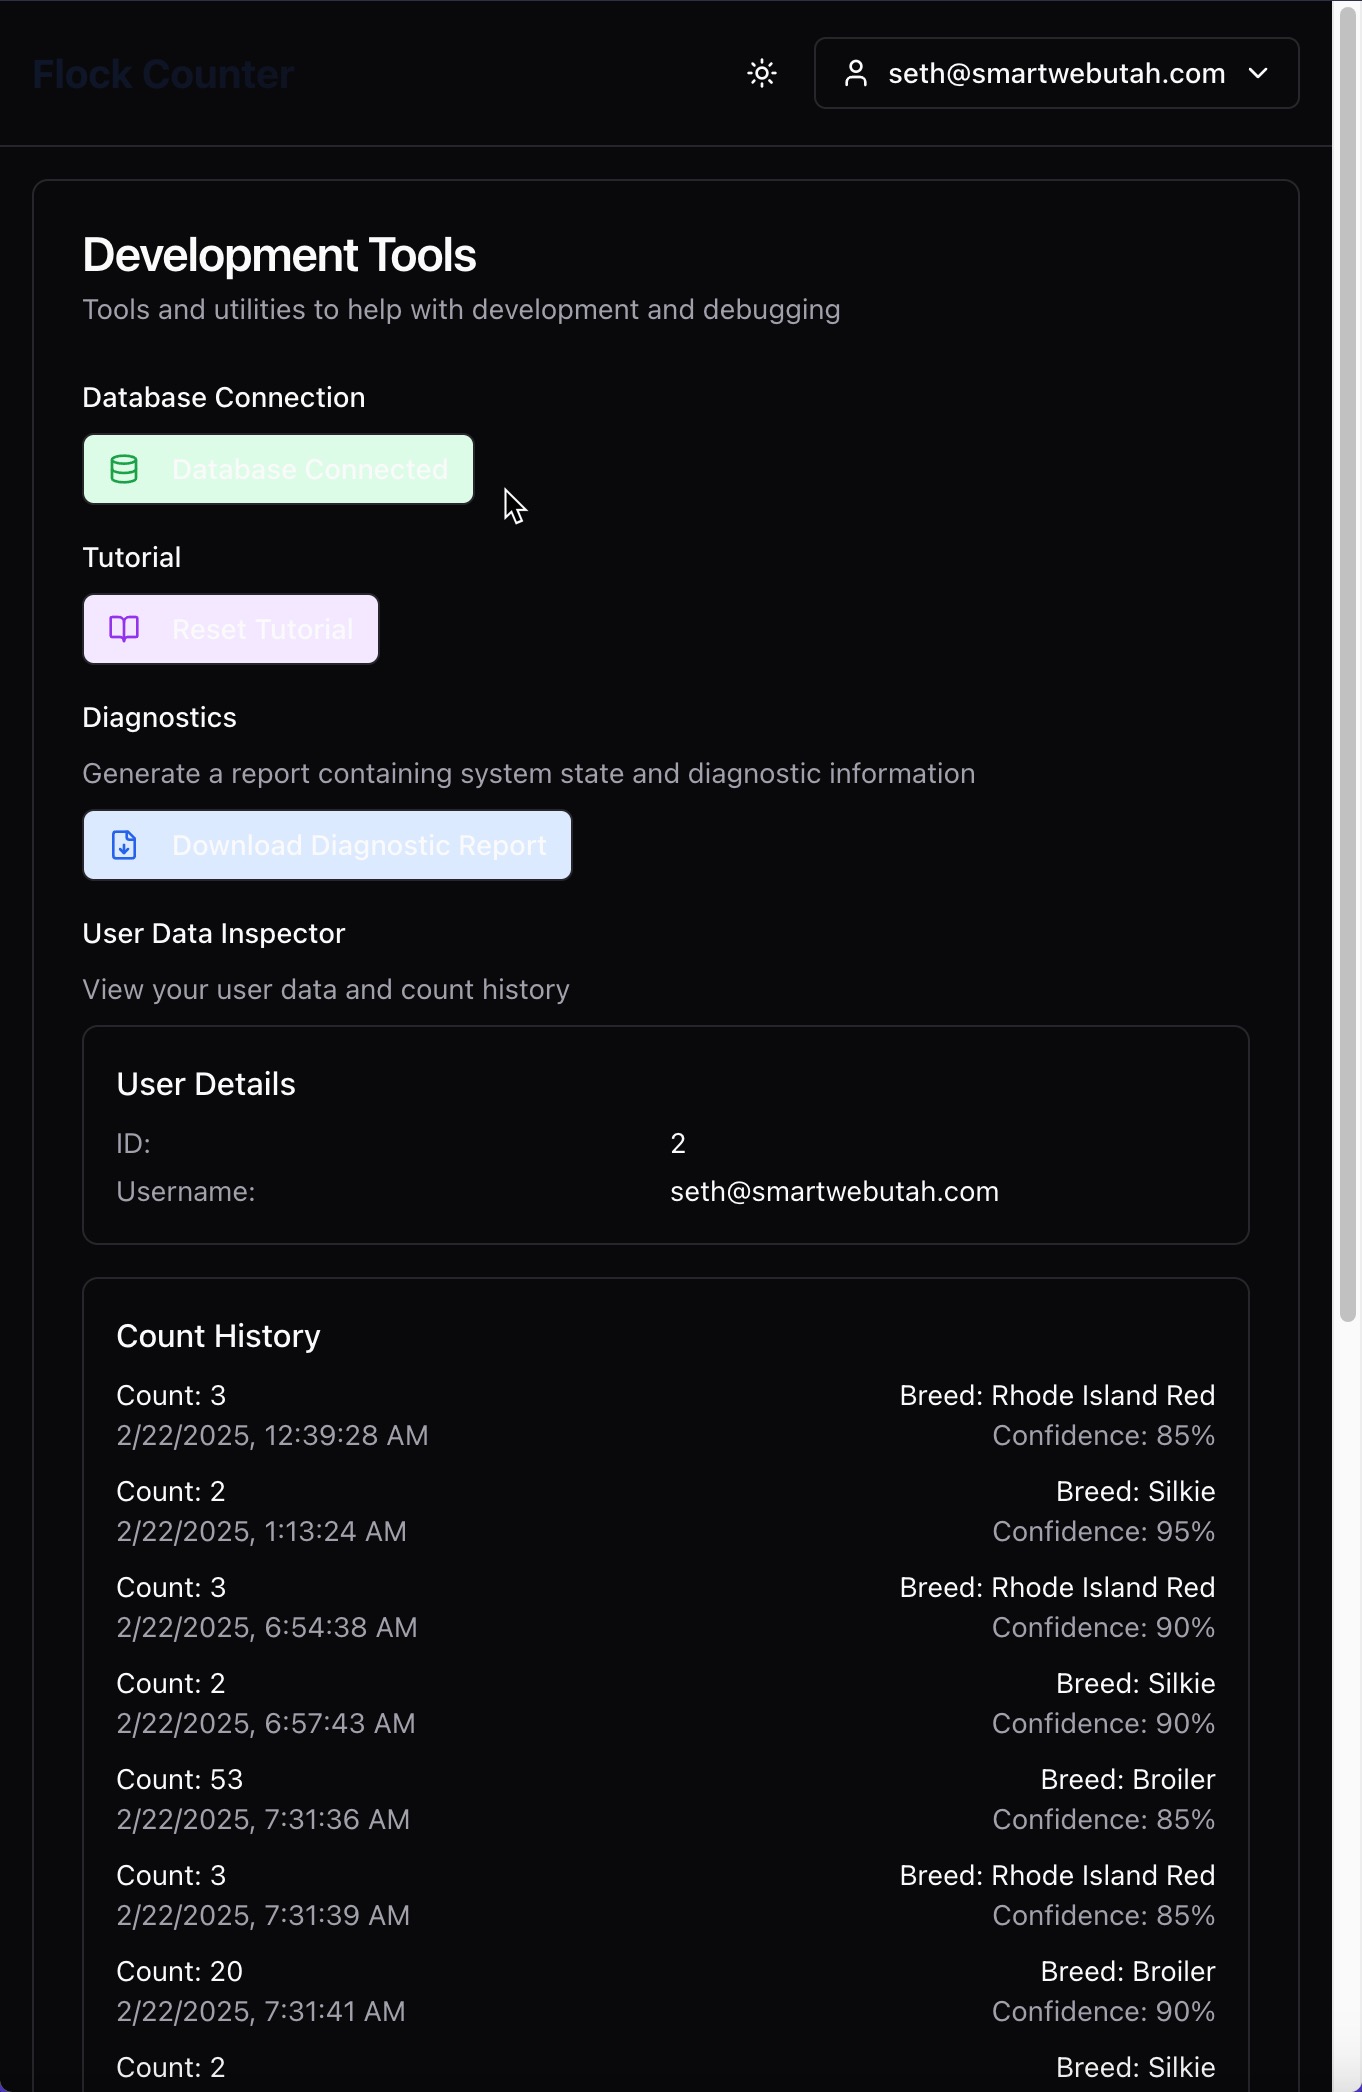 Flock Counter
seth@smartwebutah.com
Development Tools
Tools and utilities to help with development and debugging
Database Connection
Database Connected
Tutorial
Reset Tutorial
Diagnostics
Generate a report containing system state and diagnostic information
Download Diagnostic Report
User Data Inspector
View your user data and count history
User Details
ID: 2
Username: seth@smartwebutah.com
Count History
Count: 3 Breed: Rhode Island Red
2/22/2025, 12:39:28 AM Confidence: 85%
Count: 2 Breed: Silkie
2/22/2025, 1:13:24 AM Confidence: 95%
Count: 3 Breed: Rhode Island Red
2/22/2025, 6:54:38 AM Confidence: 90%
Count: 2 Breed: Silkie
2/22/2025, 6:57:43 AM Confidence: 90%
Count: 53 Breed: Broiler
2/22/2025, 7:31:36 AM Confidence: 85%
Count: 3 Breed: Rhode Island Red
2/22/2025, 7:31:39 AM Confidence: 85%
Count: 20 Breed: Broiler
2/22/2025, 7:31:41 AM Confidence: 90%
Count: 2 Breed: Silkie